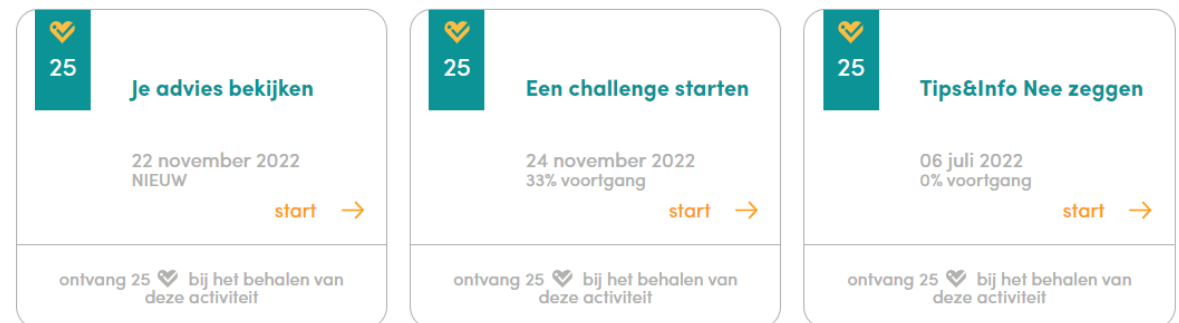 25
Je advies bekijken
22 november 2022
NIEUW
start
ontvang 25 bij het behalen van
deze activiteit
25
Een challenge starten
24 november 2022
33% voortgang
start
ontvang 25 bij het behalen van
deze activiteit
25
Tips&Info Nee zeggen
06 juli 2022
0% voortgang
start
ontvang 25 bij het behalen van
deze activiteit